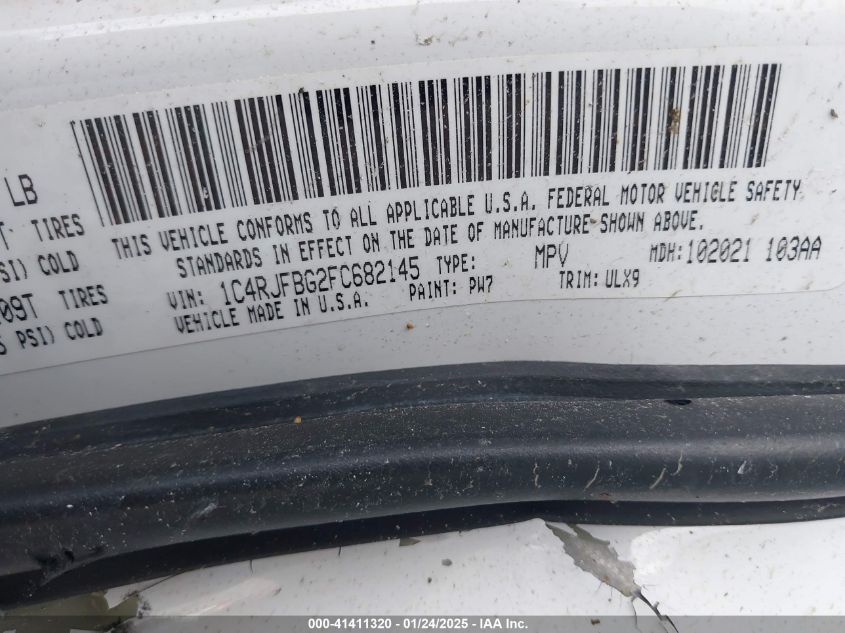 LB
T TIRES
PSI) COLD
09T TIRES
PSI) COLD
THIS VEHICLE CONFORMS TO ALL APPLICABLE U.S.A. FEDERAL MOTOR VEHICLE SAFETY
STANDARDS IN EFFECT ON THE DATE OF MANUFACTURE SHOWN ABOVE.
VIN: 1C4RJFBG2FC682145 TYPE: MPV MDH:102021 103AA
VEHICLE MADE IN U.S.A. PAINT: PW7 TRIM: ULX9
000-41411320 - 01/24/2025 - IAA Inc.